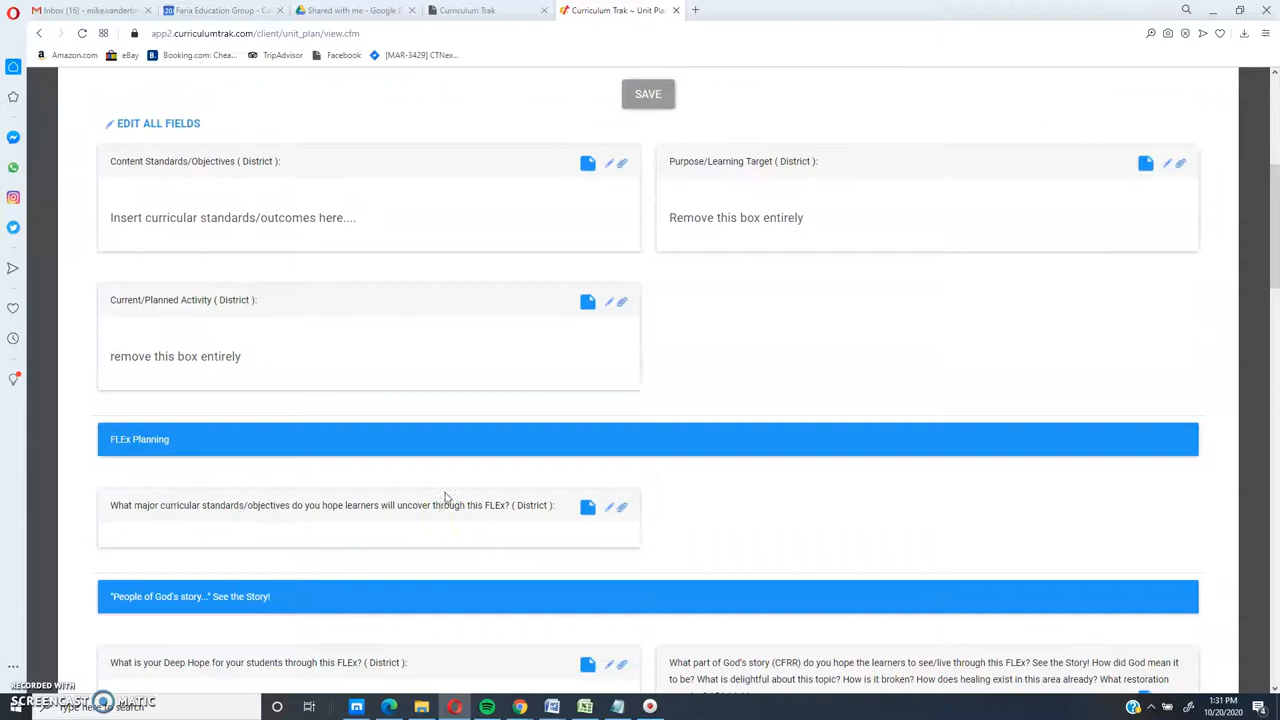 Inbox (16) - mike.vanderbe
20 Faria Education Group - Ca
Shared with me - Google D
Curriculum Trak
Curriculum Trak ~ Unit Pla
app2.curriculumtrak.com/client/unit_plan/view.cfm
Amazon.com
eBay
Booking.com: Chea...
TripAdvisor
Facebook
[MAR-3429] CTNex...
SAVE
EDIT ALL FIELDS
Content Standards/Objectives ( District ):
Purpose/Learning Target ( District ):
Insert curricular standards/outcomes here....
Remove this box entirely
Current/Planned Activity ( District ):
remove this box entirely
FLEx Planning
What major curricular standards/objectives do you hope learners will uncover through this FLEx? ( District ):
"People of God's story..." See the Story!
What is your Deep Hope for your students through this FLEx? ( District ):
What part of God's story (CFRR) do you hope the learners to see/live through this FLEx? See the Story! How did God mean it
to be? What is delightful about this topic? How is it broken? How does healing exist in this area already? What restoration
RECORDED WITH
SCREENCAST MATIC
Type here to search
1:31 PM
10/20/2020
4